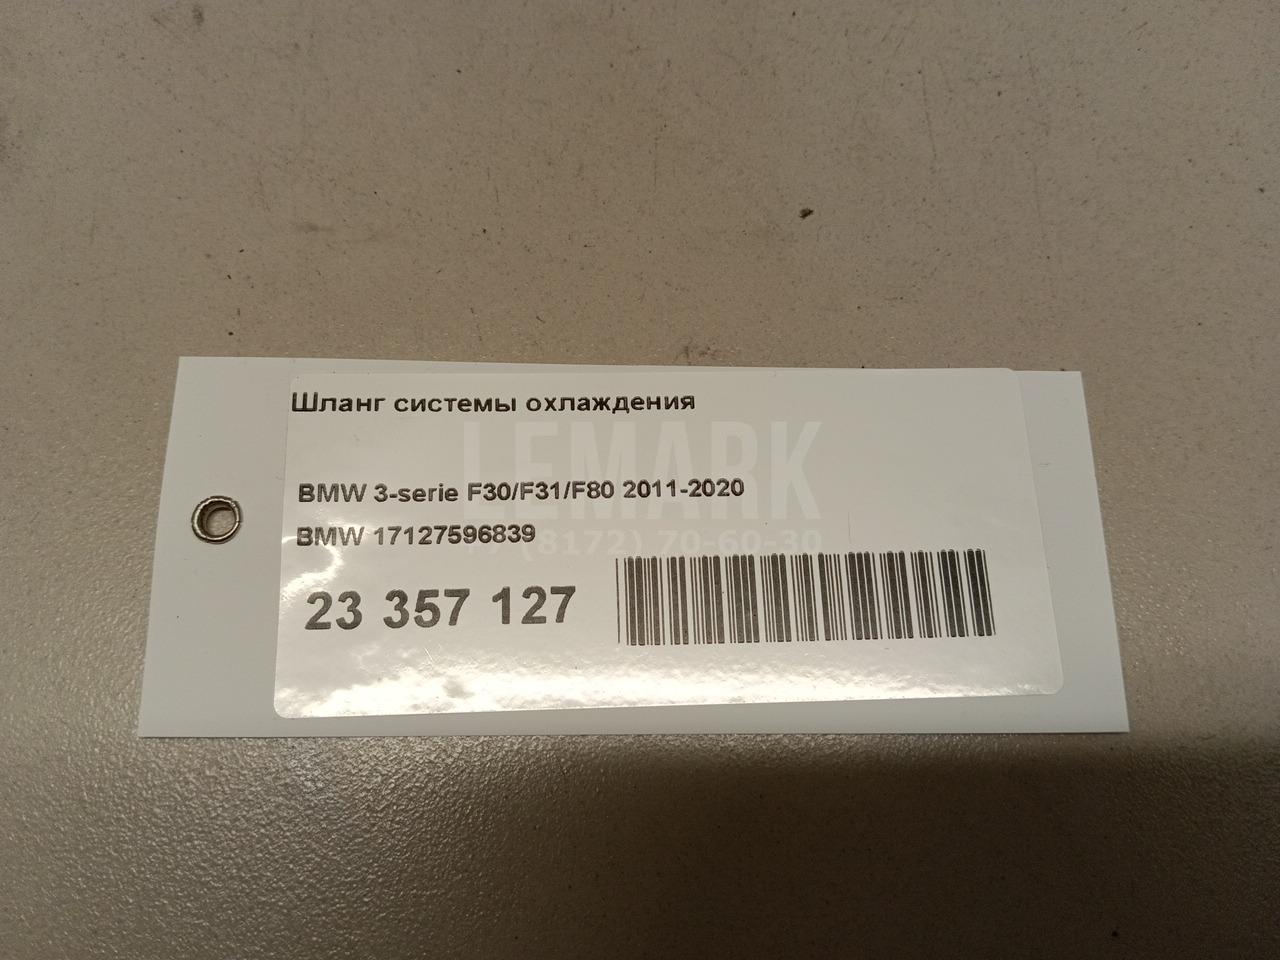 Шланг системы охлаждения
LEMARK
BMW 3-serie F30/F31/F80 2011-2020
BMW 17127596839
(8172) 70-60-30
23 357 127